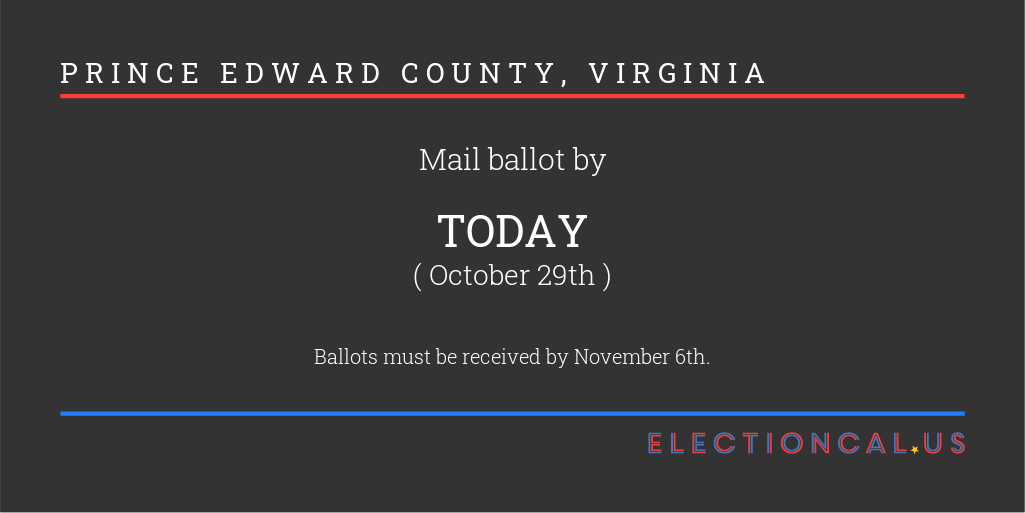 PRINCE EDWARD COUNTY, VIRGINIA
Mail ballot by
TODAY
( October 29th )
Ballots must be received by November 6th.
ELECTIONCAL.US